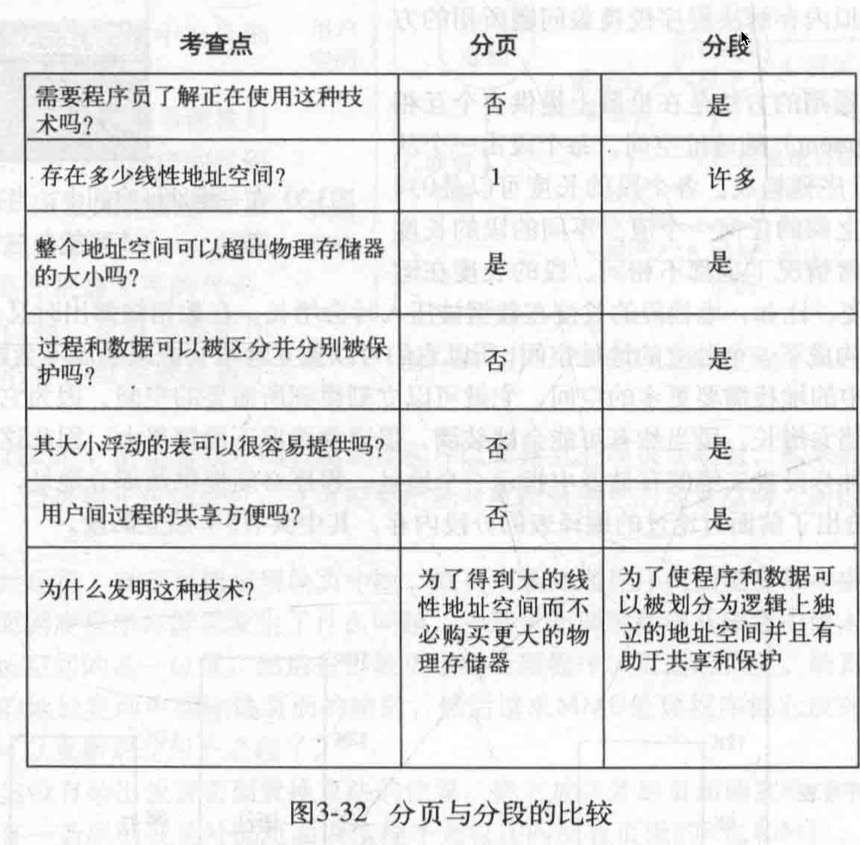 考查点 分页 分段
需要程序员了解正在使用这种技
术吗? 否 是
存在多少线性地址空间? 1 许多
整个地址空间可以超出物理存储器
的大小吗? 是 是
过程和数据可以被区分并分别被保
护吗? 否 是
其大小浮动的表可以很容易提供吗? 否 是
用户间过程的共享方便吗? 否 是
为什么发明这种技术?
为了得到大的线
性地址空间而不
必购买更大的物
理存储器
为了使程序和数据可
以被划分为逻辑上独
立的地址空间并且有
助于共享和保护
图3-32 分页与分段的比较